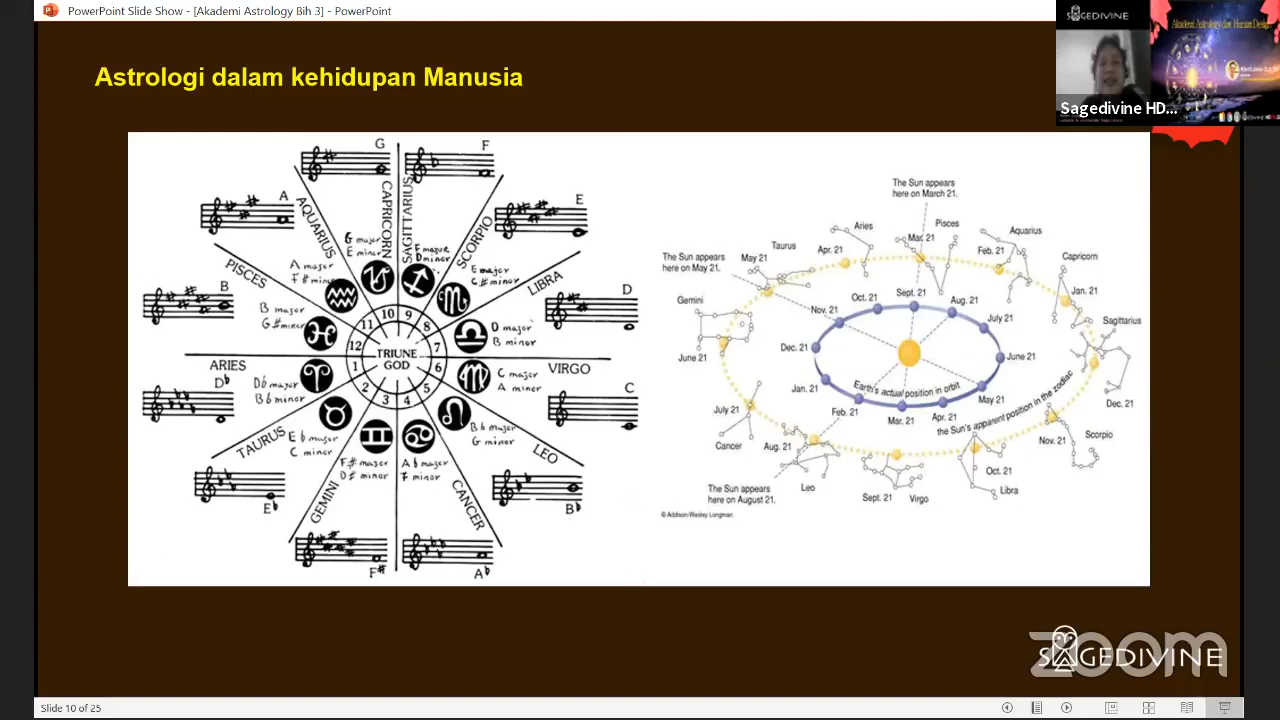 PowerPoint Slide Show - [Akademi Astrology Bih 3] - PowerPoint
SAGEDIVINE
Sagedivine HD...
Astrologi dalam kehidupan Manusia
G
F
A
E
B
D
D♭
C
E♭
B♭
F#
A♭
AQUARIUS
CAPRICORN
SAGITTARIUS
SCORPIO
PISCES
LIBRA
ARIES
VIRGO
TAURUS
LEO
GEMINI
CANCER
G major
E minor
F major
D minor
A major
F# minor
E major
C# minor
B major
G# minor
D major
B minor
D♭ major
B♭ minor
C major
A minor
E♭ major
C minor
B♭ major
G minor
F# major
D# minor
A♭ major
F minor
10
9
11
8
12
7
1
6
2
5
3
4
TRIUNE
GOD
The Sun appears
here on March 21.
Aries
Pisces
Aquarius
Taurus
Apr. 21
Mar. 21
Feb. 21
The Sun appears
here on May 21.
May 21
Capricorn
Gemini
Nov. 21
Oct. 21
Sept. 21
Aug. 21
Jan. 21
July 21
Sagittarius
Dec. 21
June 21
June 21
Jan. 21
Earth's actual position in orbit
May 21
Feb. 21
Mar. 21
Apr. 21
the Sun's apparent position in the zodiac
Dec. 21
July 21
Cancer
Aug. 21
Nov. 21
Scorpio
Oct. 21
The Sun appears
here on August 21.
Leo
Sept. 21
Virgo
Libra
© Addison-Wesley Longman
zoom
SAGEDIVINE
Slide 10 of 25